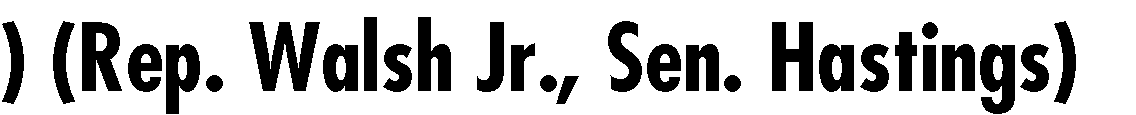 ) (Rep. Walsh Jr., Sen. Hastings)